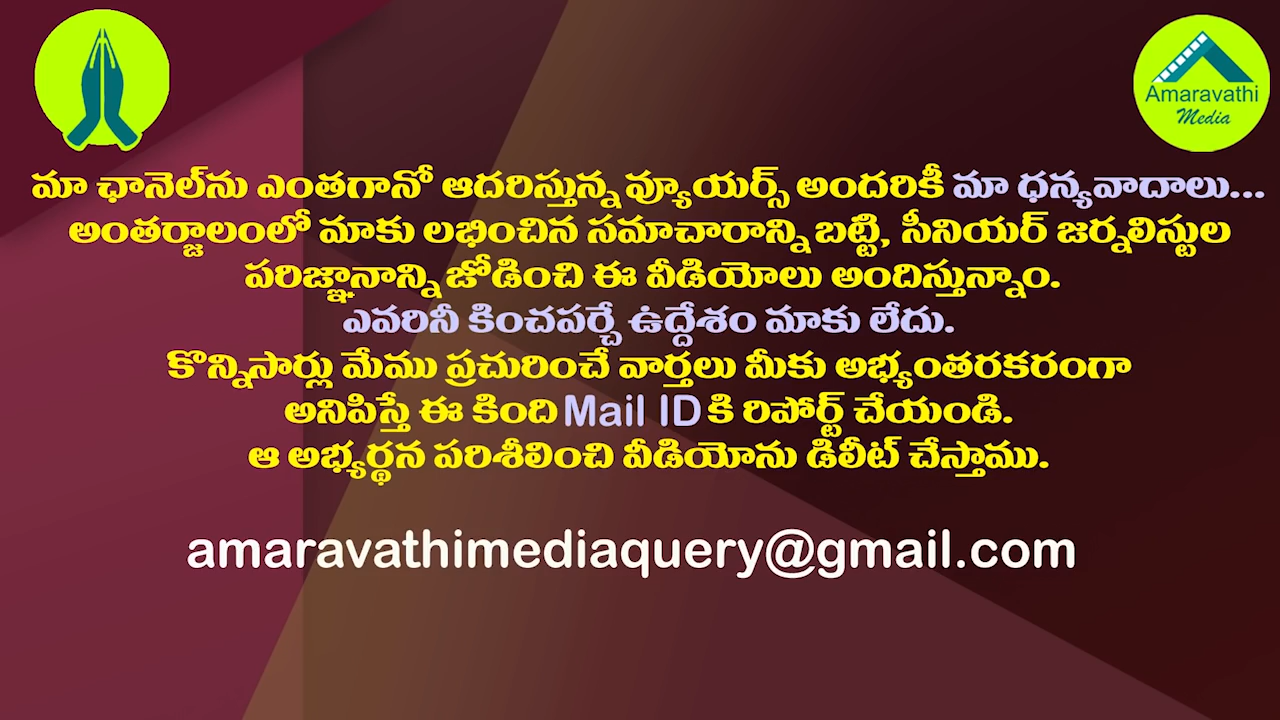 Amaravathi
Media
మా ఛానెల్‌ను ఎంతగానో ఆదరిస్తున్న వ్యూయర్స్ అందరికీ మా ధన్యవాదాలు...
అంతర్జాలంలో మాకు లభించిన సమాచారాన్ని బట్టి, సీనియర్ జర్నలిస్టుల
పరిజ్ఞానాన్ని జోడించి ఈ వీడియోలు అందిస్తున్నాం.
ఎవరినీ కించపర్చే ఉద్దేశం మాకు లేదు.
కొన్నిసార్లు మేము ప్రచురించే వార్తలు మీకు అభ్యంతరకరంగా
అనిపిస్తే ఈ కింది Mail ID కి రిపోర్ట్ చేయండి.
ఆ అభ్యర్థన పరిశీలించి వీడియోను డిలీట్ చేస్తాము.
amaravathimediaquery@gmail.com